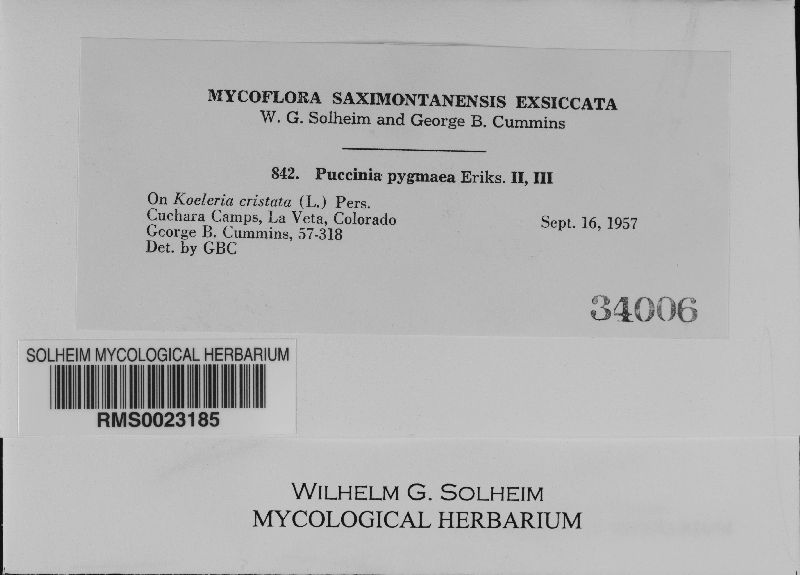 MYCOFLORA SAXIMONTANENSIS EXSICCATA
W. G. Solheim and George B. Cummins
842. Puccinia pygmaea Eriks. II, III
On Koeleria cristata (L.) Pers.
Cuchara Camps, La Veta, Colorado
Sept. 16, 1957
George B. Cummins, 57-318
Det. by GBC
34006
SOLHEIM MYCOLOGICAL HERBARIUM
RMS0023185
WILHELM G. SOLHEIM
MYCOLOGICAL HERBARIUM